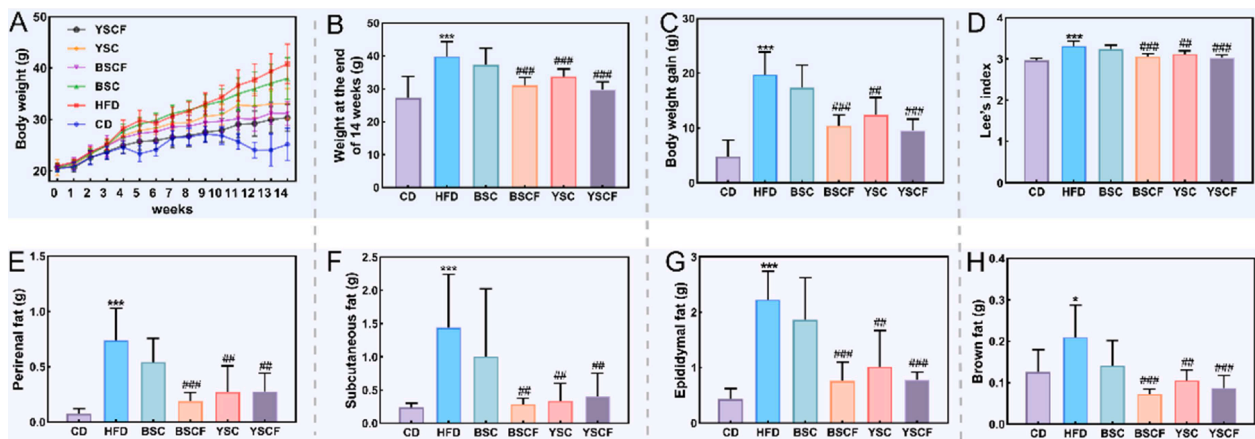 A
Body weight (g)
50
40
30
20
0 1 2 3 4 5 6 7 8 9 10 11 12 13 14
weeks
YSCF
YSC
BSCF
BSC
HFD
CD
B
Weight at the end
of 14 weeks (g)
50
40
30
20
10
0
***
###
###
###
CD HFD BSC BSCF YSC YSCF
C
Body weight gain (g)
30
20
10
0
***
###
##
###
CD HFD BSC BSCF YSC YSCF
D
Lee's index
4
3
2
1
0
***
###
##
###
CD HFD BSC BSCF YSC YSCF
E
Perirenal fat (g)
1.5
1.0
0.5
0.0
***
###
##
##
CD HFD BSC BSCF YSC YSCF
F
Subcutaneous fat (g)
2.5
2.0
1.5
1.0
0.5
0.0
***
##
##
##
CD HFD BSC BSCF YSC YSCF
G
Epididymal fat (g)
3
2
1
0
***
###
##
###
CD HFD BSC BSCF YSC YSCF
H
Brown fat (g)
0.4
0.3
0.2
0.1
0.0
*
###
##
###
CD HFD BSC BSCF YSC YSCF